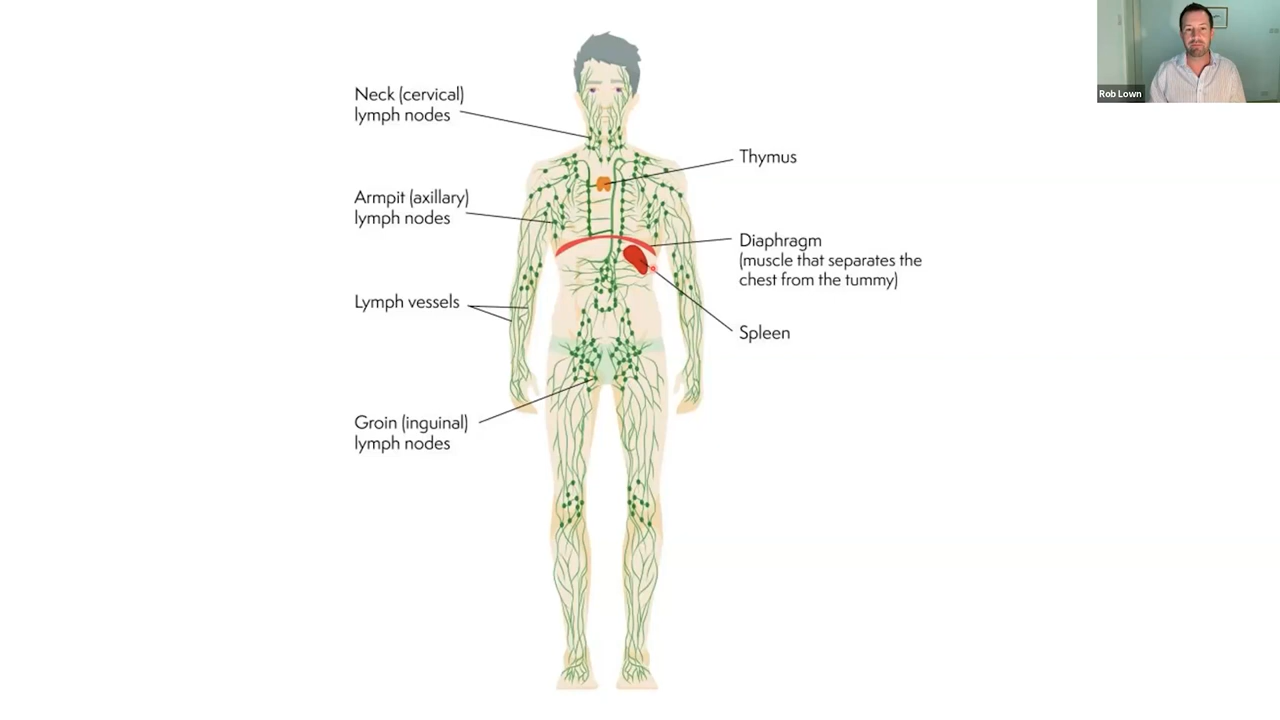 Rob Lown
Neck (cervical)
lymph nodes
Thymus
Armpit (axillary)
lymph nodes
Diaphragm
(muscle that separates the
chest from the tummy)
Lymph vessels
Spleen
Groin (inguinal)
lymph nodes